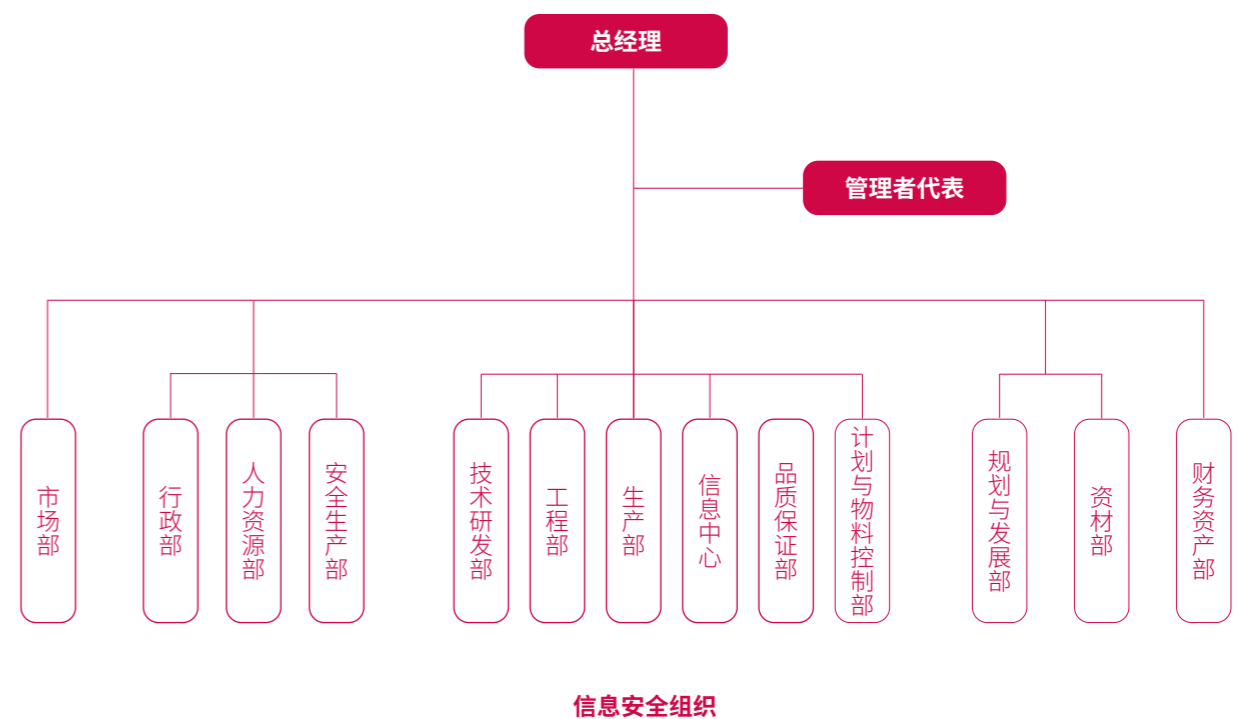 总经理
管理者代表
市场部
行政部
人力资源部
安全生产部
技术研发部
工程部
生产部
信息中心
品质保证部
计划与物料控制部
规划与发展部
资材部
财务资产部
信息安全组织